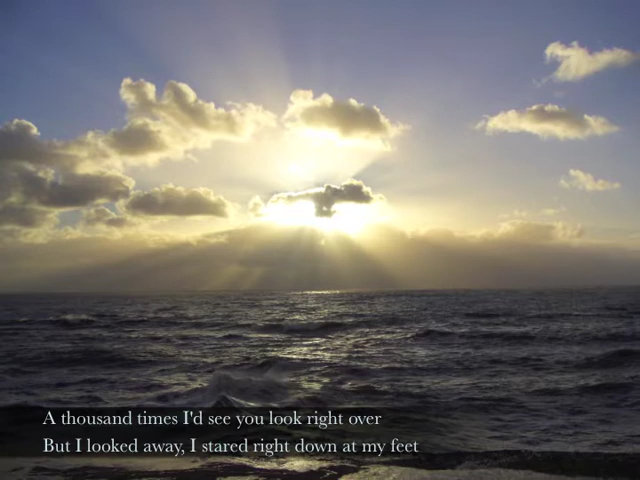 A thousand times I'd see you look right over
But I looked away, I stared right down at my feet